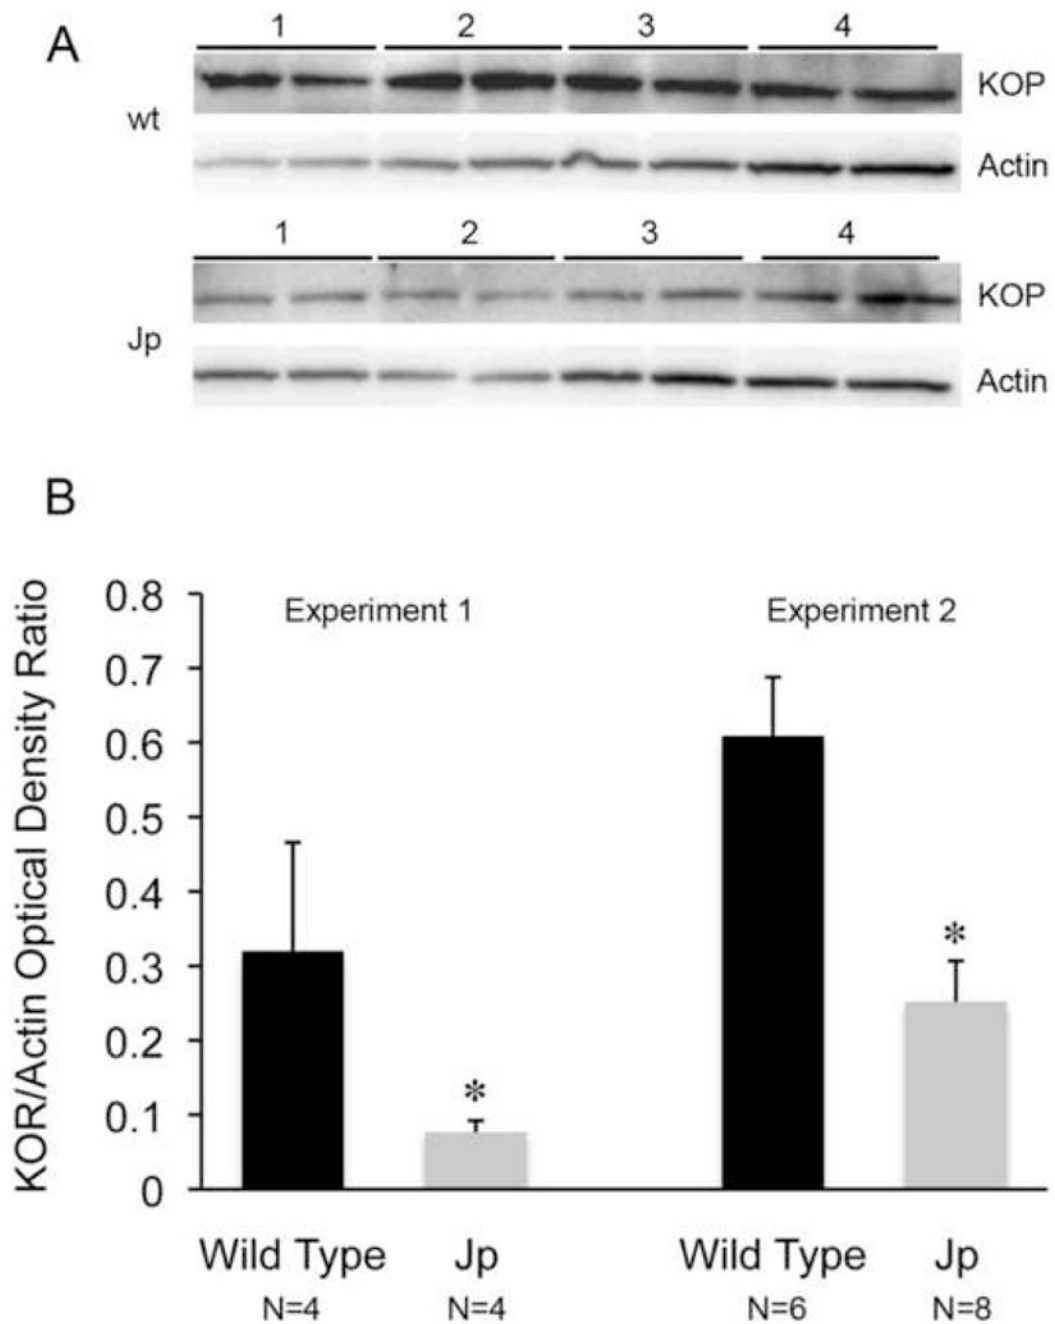 A
1 2 3 4
KOP
wt
Actin
1 2 3 4
KOP
Jp
Actin
B
KOR/Actin Optical Density Ratio
0.8
Experiment 1 Experiment 2
0.7
0.6
0.5
0.4
0.3
*
0.2
*
0.1
0
Wild Type Jp Wild Type Jp
N=4 N=4 N=6 N=8